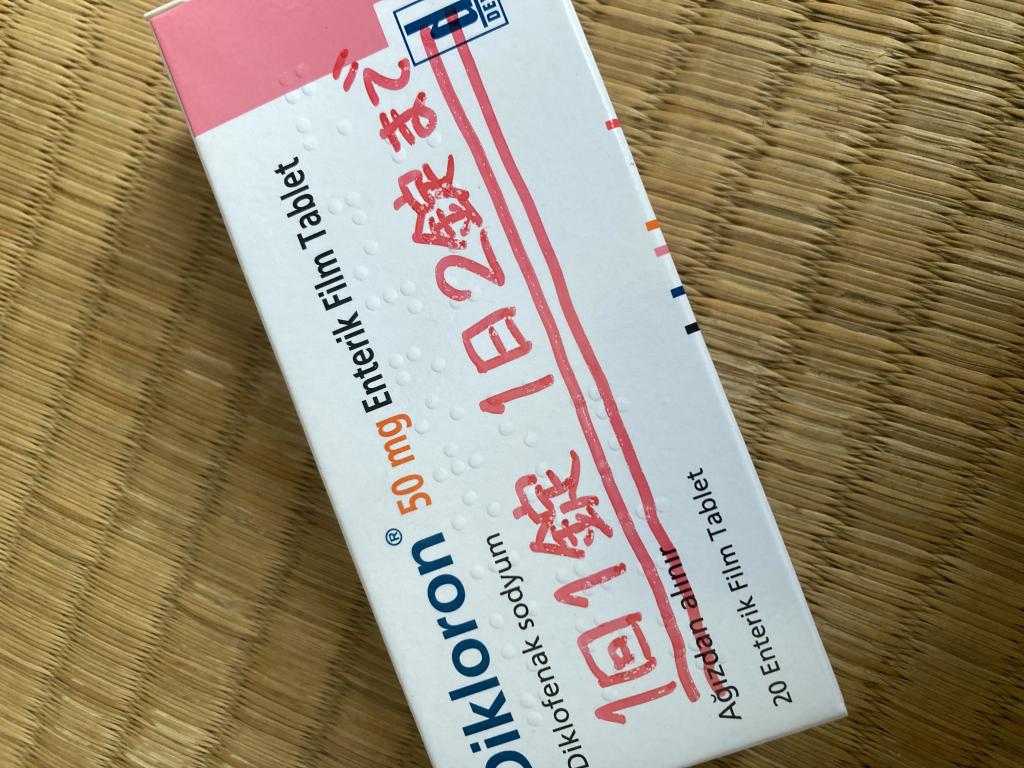 Dikloron® 50 mg Enterik Film Tablet
Diklofenak sodyum
1回1錠 1日2錠まで
Ağızdan alınır
20 Enterik Film Tablet